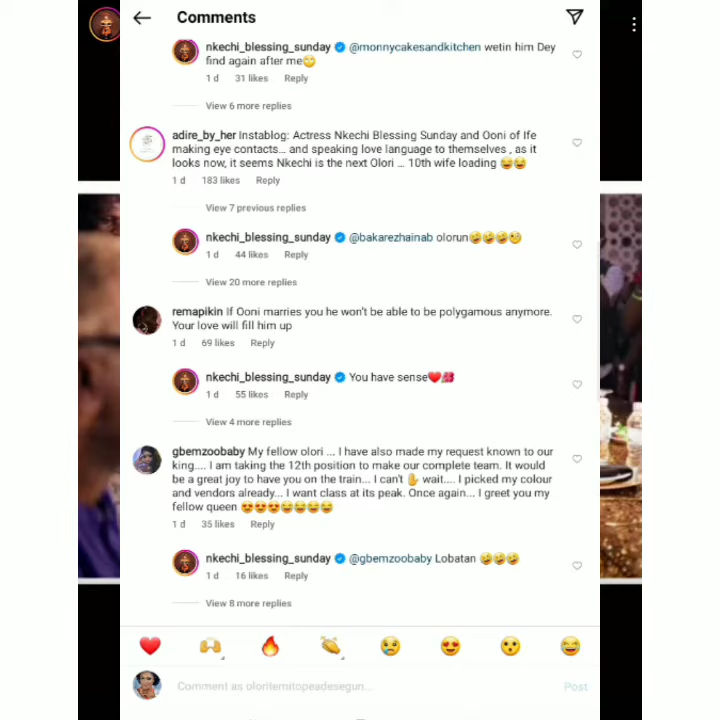 Comments
nkechi_blessing_sunday @monnycakesandkitchen wetin him Dey
find again after me🙄
1 d 31 likes Reply
View 6 more replies
adire_by_her Instablog: Actress Nkechi Blessing Sunday and Ooni of Ife
making eye contacts... and speaking love language to themselves , as it
looks now, it seems Nkechi is the next Olori ... 10th wife loading 😂😂
1 d 183 likes Reply
View 7 previous replies
nkechi_blessing_sunday @bakarezhainab olorun🤣🤣🤣🧐
1 d 44 likes Reply
View 20 more replies
remapikin If Ooni marries you he won't be able to be polygamous anymore.
Your love will fill him up
1 d 69 likes Reply
nkechi_blessing_sunday You have sense❤️🌺
1 d 55 likes Reply
View 4 more replies
gbemzoobaby My fellow olori ... I have also made my request known to our
king.... I am taking the 12th position to make our complete team. It would
be a great joy to have you on the train... I can't ✋ wait.... I picked my colour
and vendors already... I want class at its peak. Once again... I greet you my
fellow queen 😍😍😍😂😂😂😂
1 d 35 likes Reply
nkechi_blessing_sunday @gbemzoobaby Lobatan 🤣🤣🤣
1 d 16 likes Reply
View 8 more replies
❤️ 🙌 🔥 👏 😢 😍 😮 😂
Comment as oloritemitopeadesegun... Post